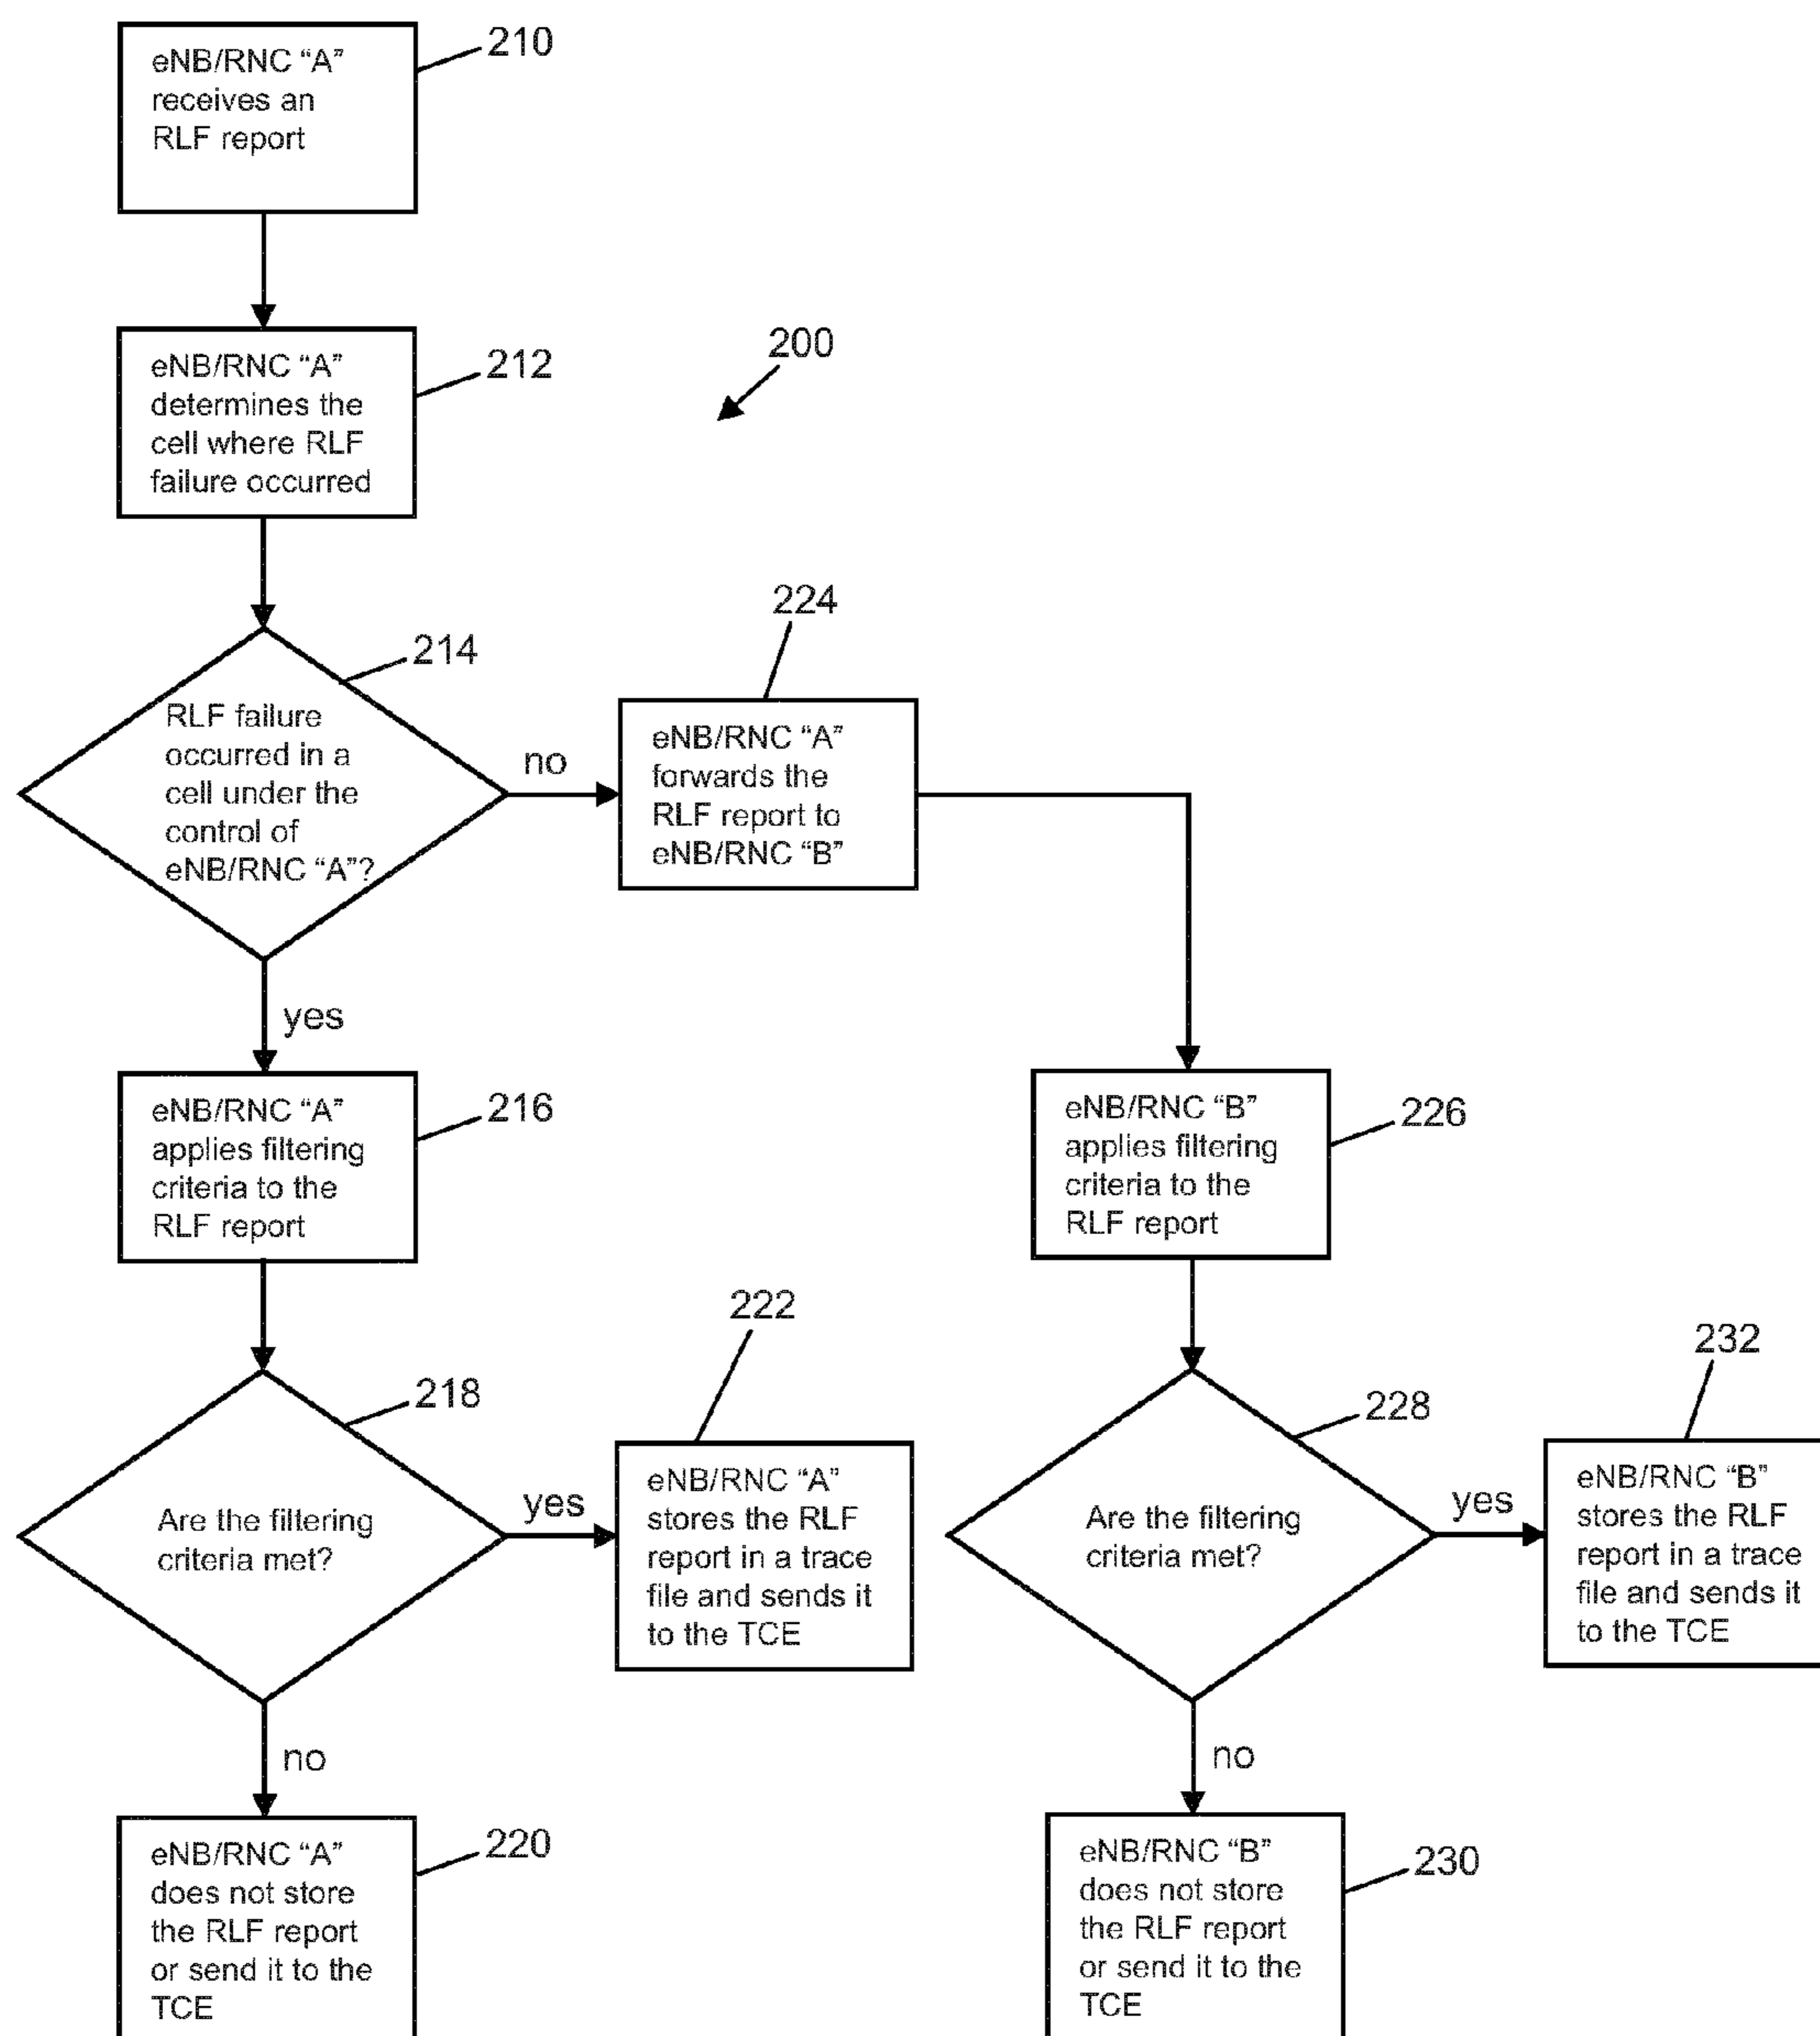 eNB/RNC “A”
receives an
RLF report
210
eNB/RNC “A”
determines the
cell where RLF
failure occurred
212
200
RLF failure
occurred in a
cell under the
control of
eNB/RNC “A”?
214
no
224
eNB/RNC “A”
forwards the
RLF report to
eNB/RNC “B”
yes
eNB/RNC “A”
applies filtering
criteria to the
RLF report
216
eNB/RNC “B”
applies filtering
criteria to the
RLF report
226
Are the filtering
criteria met?
218
yes
222
eNB/RNC “A”
stores the RLF
report in a trace
file and sends it
to the TCE
Are the filtering
criteria met?
228
yes
232
eNB/RNC “B”
stores the RLF
report in a trace
file and sends it
to the TCE
no
eNB/RNC “A”
does not store
the RLF report
or send it to the
TCE
220
no
eNB/RNC “B”
does not store
the RLF report
or send it to the
TCE
230